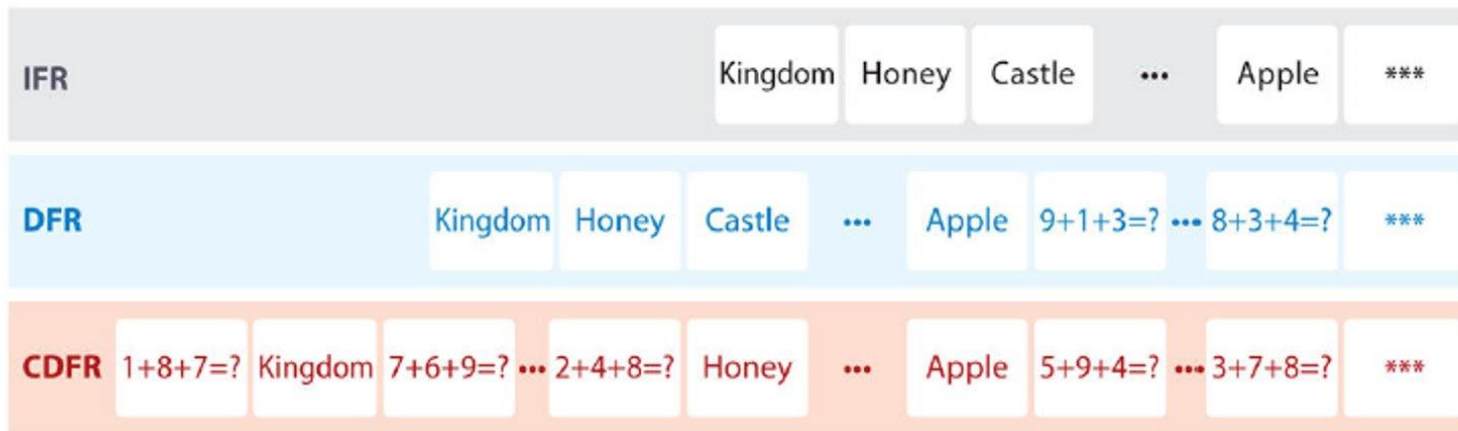 IFR Kingdom Honey Castle ••• Apple ***
DFR Kingdom Honey Castle ••• Apple 9+1+3=? ••• 8+3+4=? ***
CDFR 1+8+7=? Kingdom 7+6+9=? ••• 2+4+8=? Honey ••• Apple 5+9+4=? ••• 3+7+8=? ***